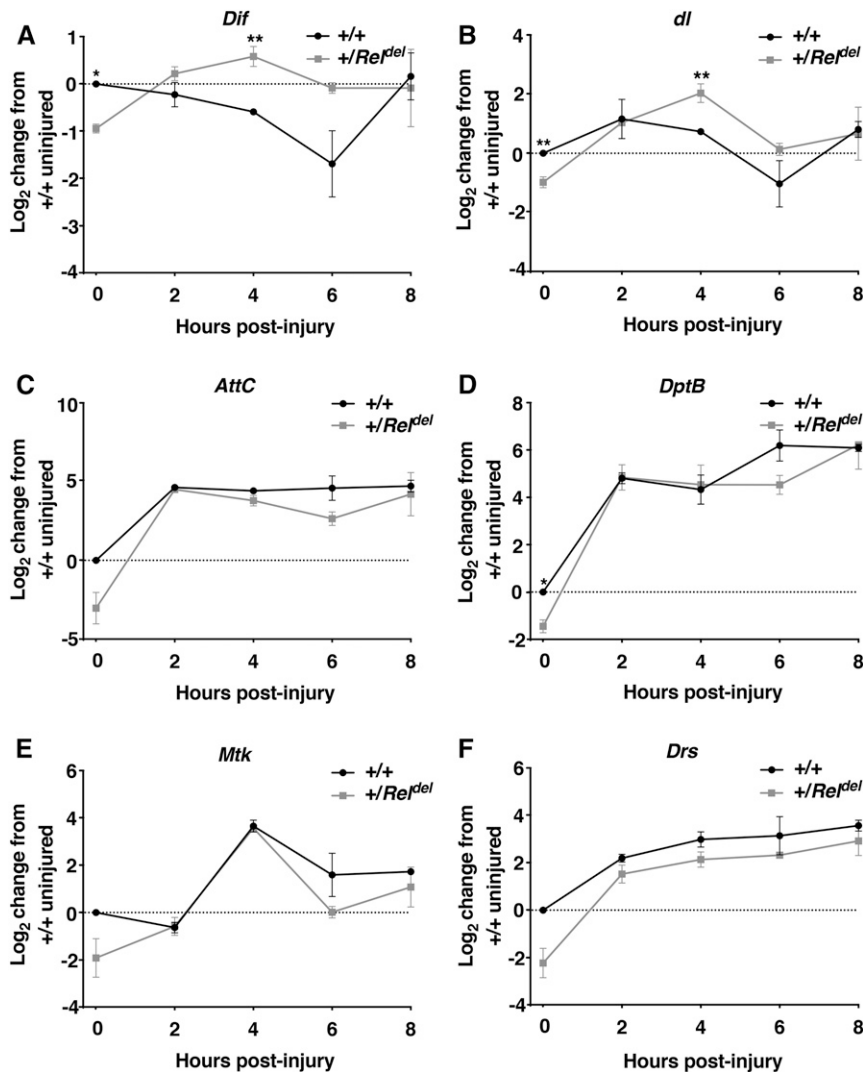 A
Dif
+/+
+/Rel^del
*
**
Log₂ change from
+/+ uninjured
1
0
-1
-2
-3
-4
0 2 4 6 8
Hours post-injury
B
dl
+/+
+/Rel^del
**
**
Log₂ change from
+/+ uninjured
4
2
0
-2
-4
0 2 4 6 8
Hours post-injury
C
AttC
+/+
+/Rel^del
Log₂ change from
+/+ uninjured
10
5
0
-5
0 2 4 6 8
Hours post-injury
D
DptB
+/+
+/Rel^del
*
Log₂ change from
+/+ uninjured
8
6
4
2
0
-2
0 2 4 6 8
Hours post-injury
E
Mtk
+/+
+/Rel^del
Log₂ change from
+/+ uninjured
6
4
2
0
-2
-4
0 2 4 6 8
Hours post-injury
F
Drs
+/+
+/Rel^del
Log₂ change from
+/+ uninjured
6
4
2
0
-2
-4
0 2 4 6 8
Hours post-injury